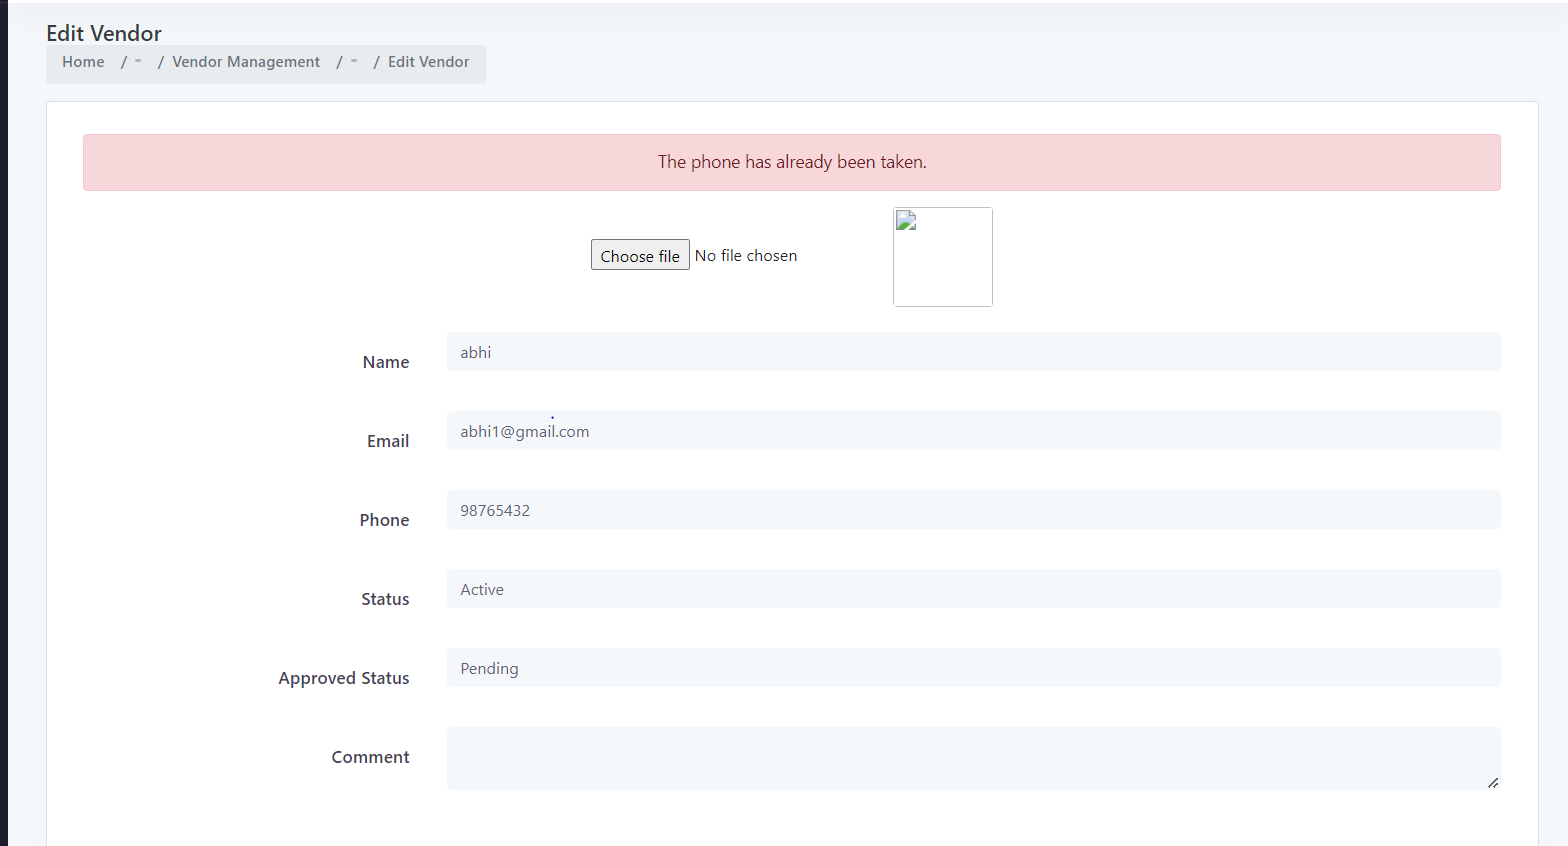 Edit Vendor
Home / - / Vendor Management / - / Edit Vendor
The phone has already been taken.
Choose file No file chosen
Name abhi
Email abhi1@gmail.com
Phone 98765432
Status Active
Approved Status Pending
Comment